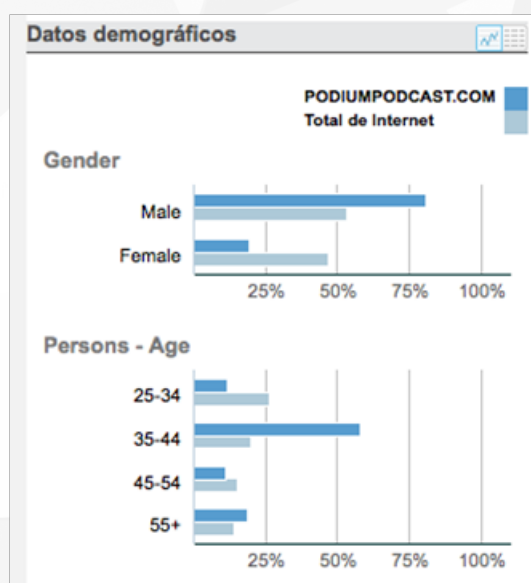 Datos demográficos
PODIUMPODCAST.COM
Total de Internet
Gender
Male
Female
25% 50% 75% 100%
Persons - Age
25-34
35-44
45-54
55+
25% 50% 75% 100%